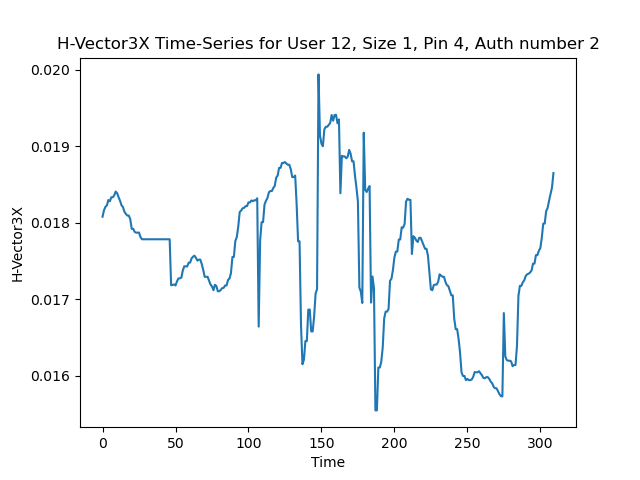 H-Vector3X Time-Series for User 12, Size 1, Pin 4, Auth number 2
0.020
0.019
0.018
0.017
0.016
H-Vector3X
0 50 100 150 200 250 300
Time